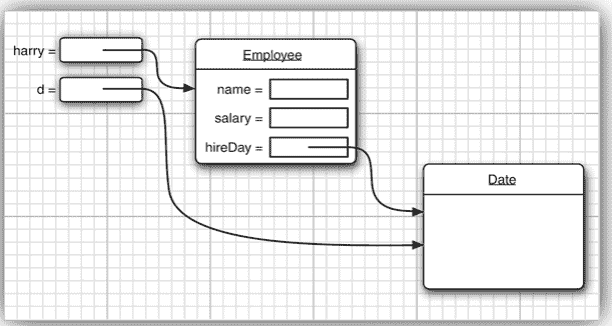 harry =
d =
Employee
name =
salary =
hireDay =
Date